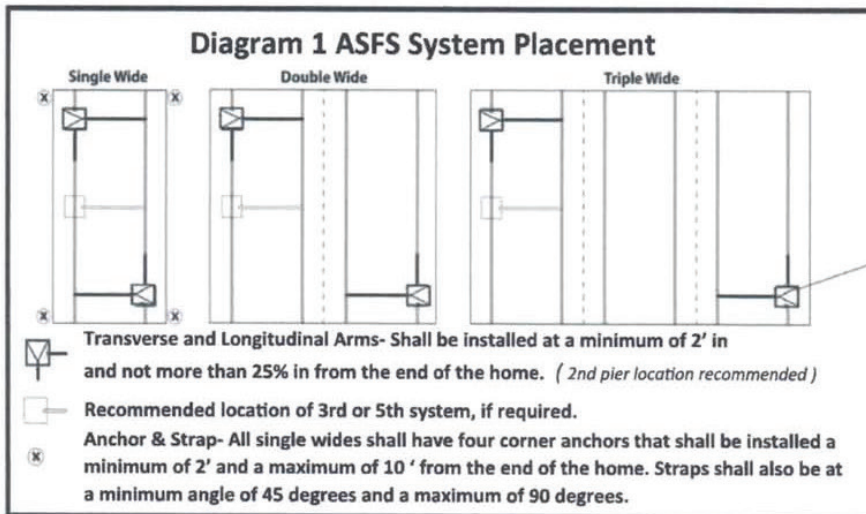 Diagram 1 ASFS System Placement
Single Wide
Double Wide
Triple Wide
X
X
X
X
Transverse and Longitudinal Arms- Shall be installed at a minimum of 2' in
and not more than 25% in from the end of the home. ( 2nd pier location recommended )
Recommended location of 3rd or 5th system, if required.
Anchor & Strap- All single wides shall have four corner anchors that shall be installed a
X
minimum of 2' and a maximum of 10 ' from the end of the home. Straps shall also be at
a minimum angle of 45 degrees and a maximum of 90 degrees.